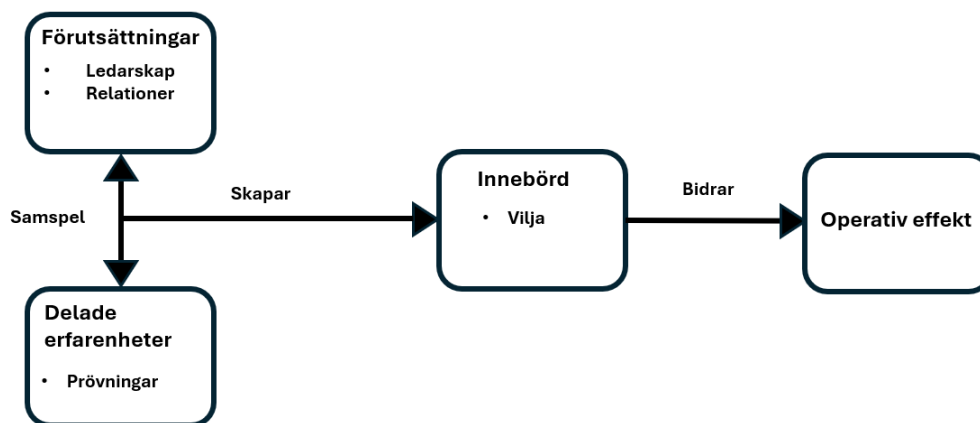 Förutsättningar
• Ledarskap
• Relationer
Samspel
Skapar
Delade
erfarenheter
• Prövningar
Innebörd
• Vilja
Bidrar
Operativ effekt